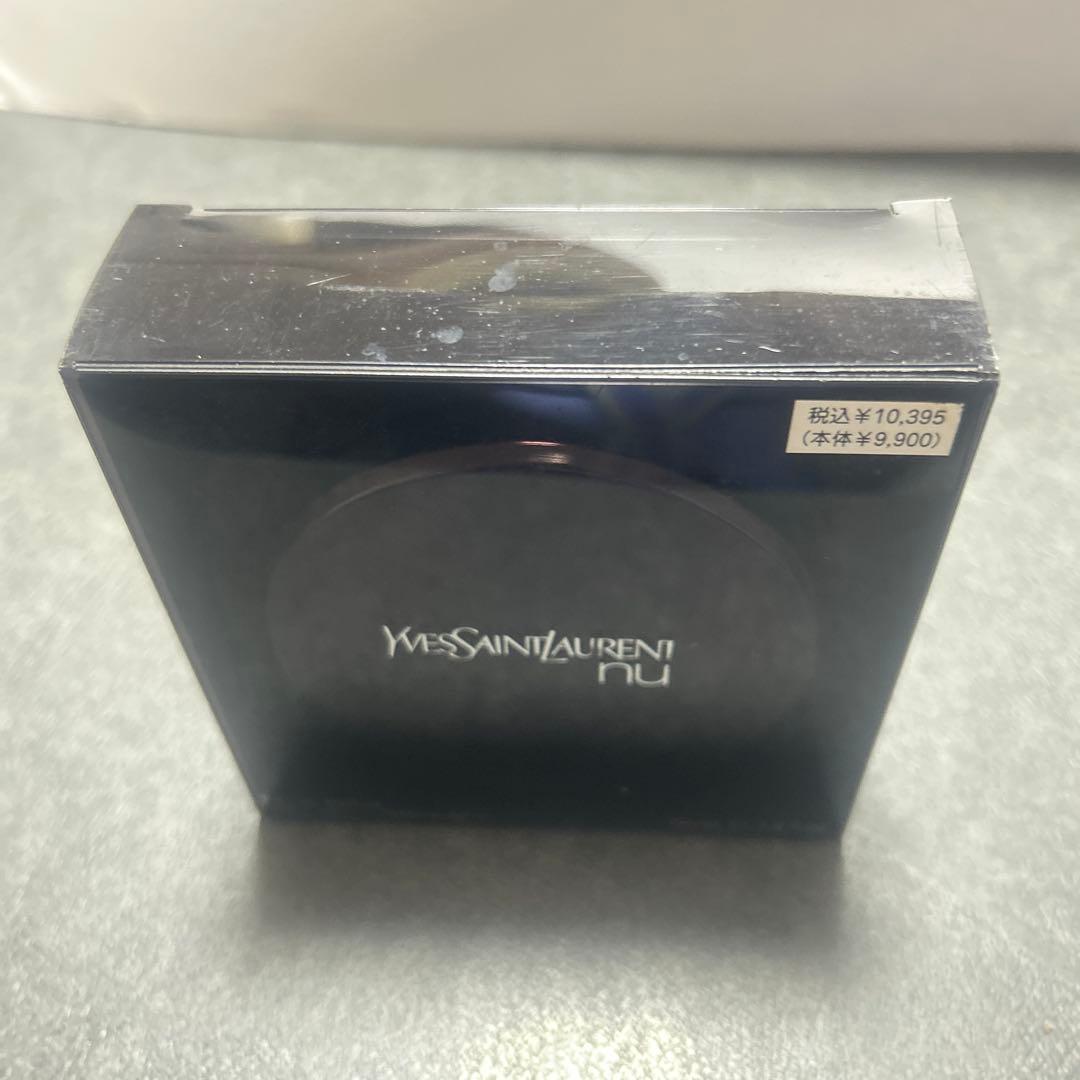 税込¥10,395
(本体¥9,900)
YVESSAINTLAURENT
nu